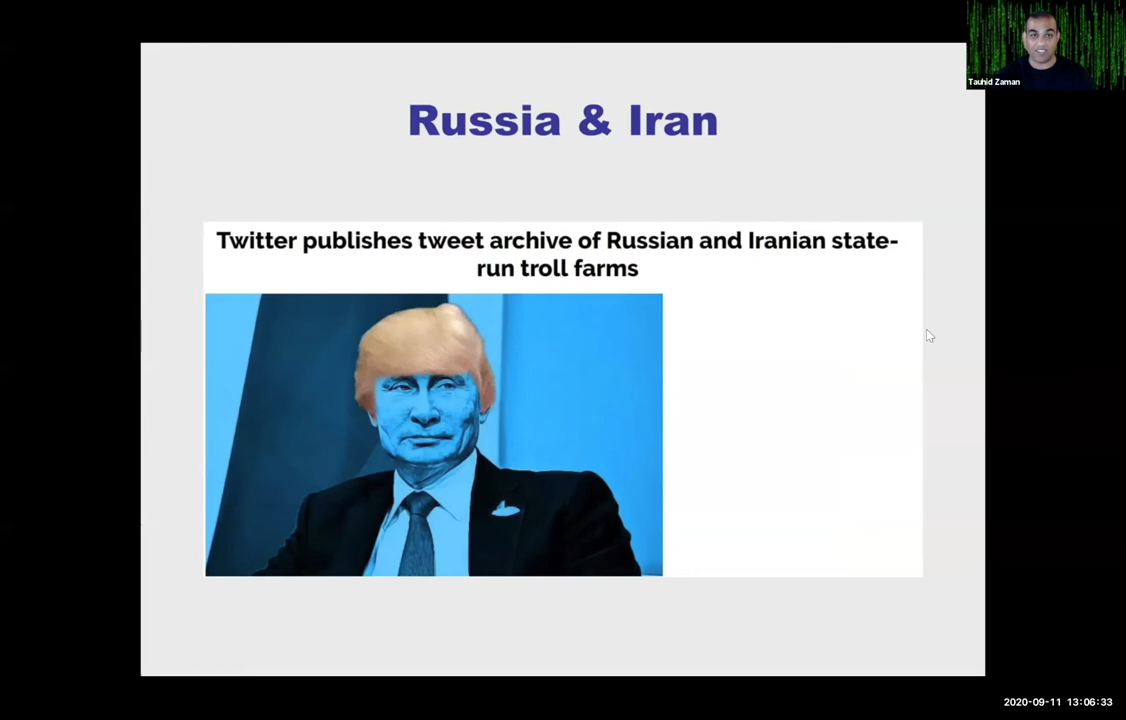 Tauhid Zaman
Russia & Iran
Twitter publishes tweet archive of Russian and Iranian state-
run troll farms
2020-09-11 13:06:33